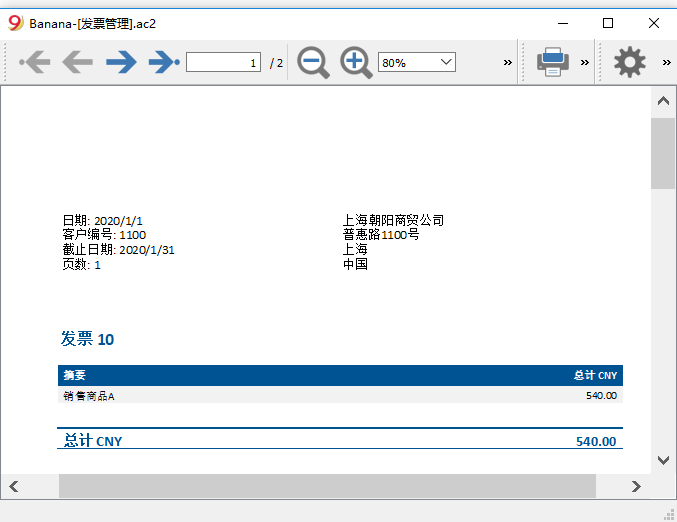 Banana-[发票管理].ac2
1 / 2
80%
»
»
»
日期: 2020/1/1
客户编号: 1100
截止日期: 2020/1/31
页数: 1
上海朝阳商贸公司
普惠路1100号
上海
中国
发票 10
摘要 总计 CNY
销售商品A 540.00
总计 CNY 540.00